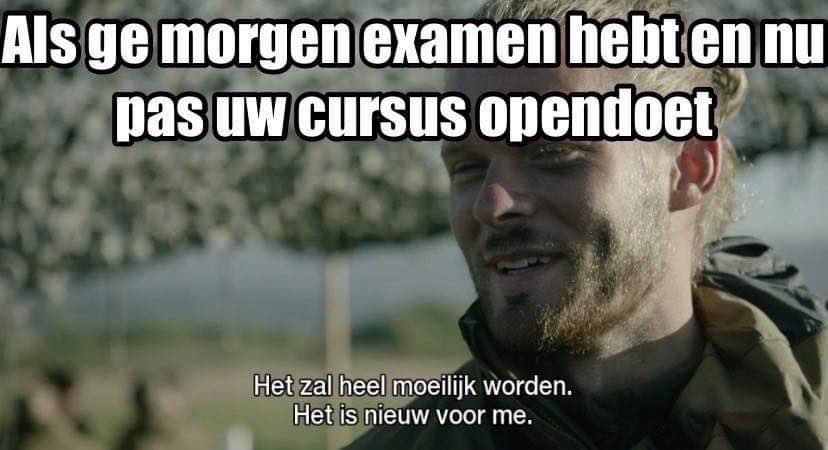 Als ge morgen examen hebt en nu
pas uw cursus opendoet
Het zal heel moeilijk worden.
Het is nieuw voor me.